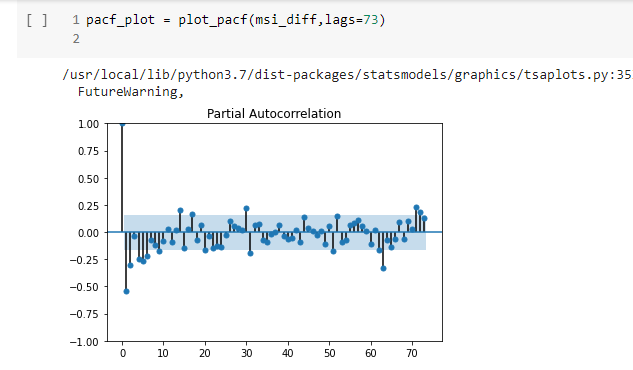 [ ]
1 pacf_plot = plot_pacf(msi_diff,lags=73)
2
/usr/local/lib/python3.7/dist-packages/statsmodels/graphics/tsaplots.py:35
FutureWarning,
Partial Autocorrelation
1.00
0.75
0.50
0.25
0.00
−0.25
−0.50
−0.75
−1.00
0 10 20 30 40 50 60 70